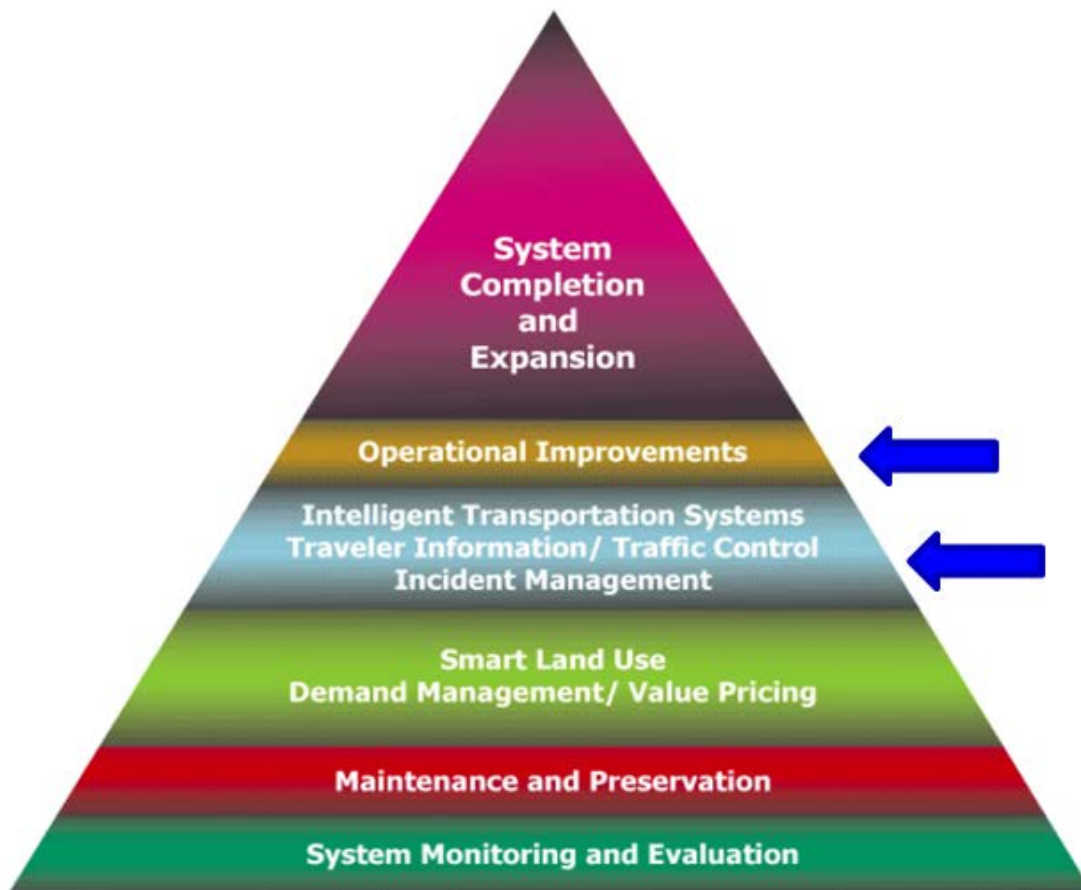 System
Completion
and
Expansion
Operational Improvements
Intelligent Transportation Systems
Traveler Information/ Traffic Control
Incident Management
Smart Land Use
Demand Management/ Value Pricing
Maintenance and Preservation
System Monitoring and Evaluation